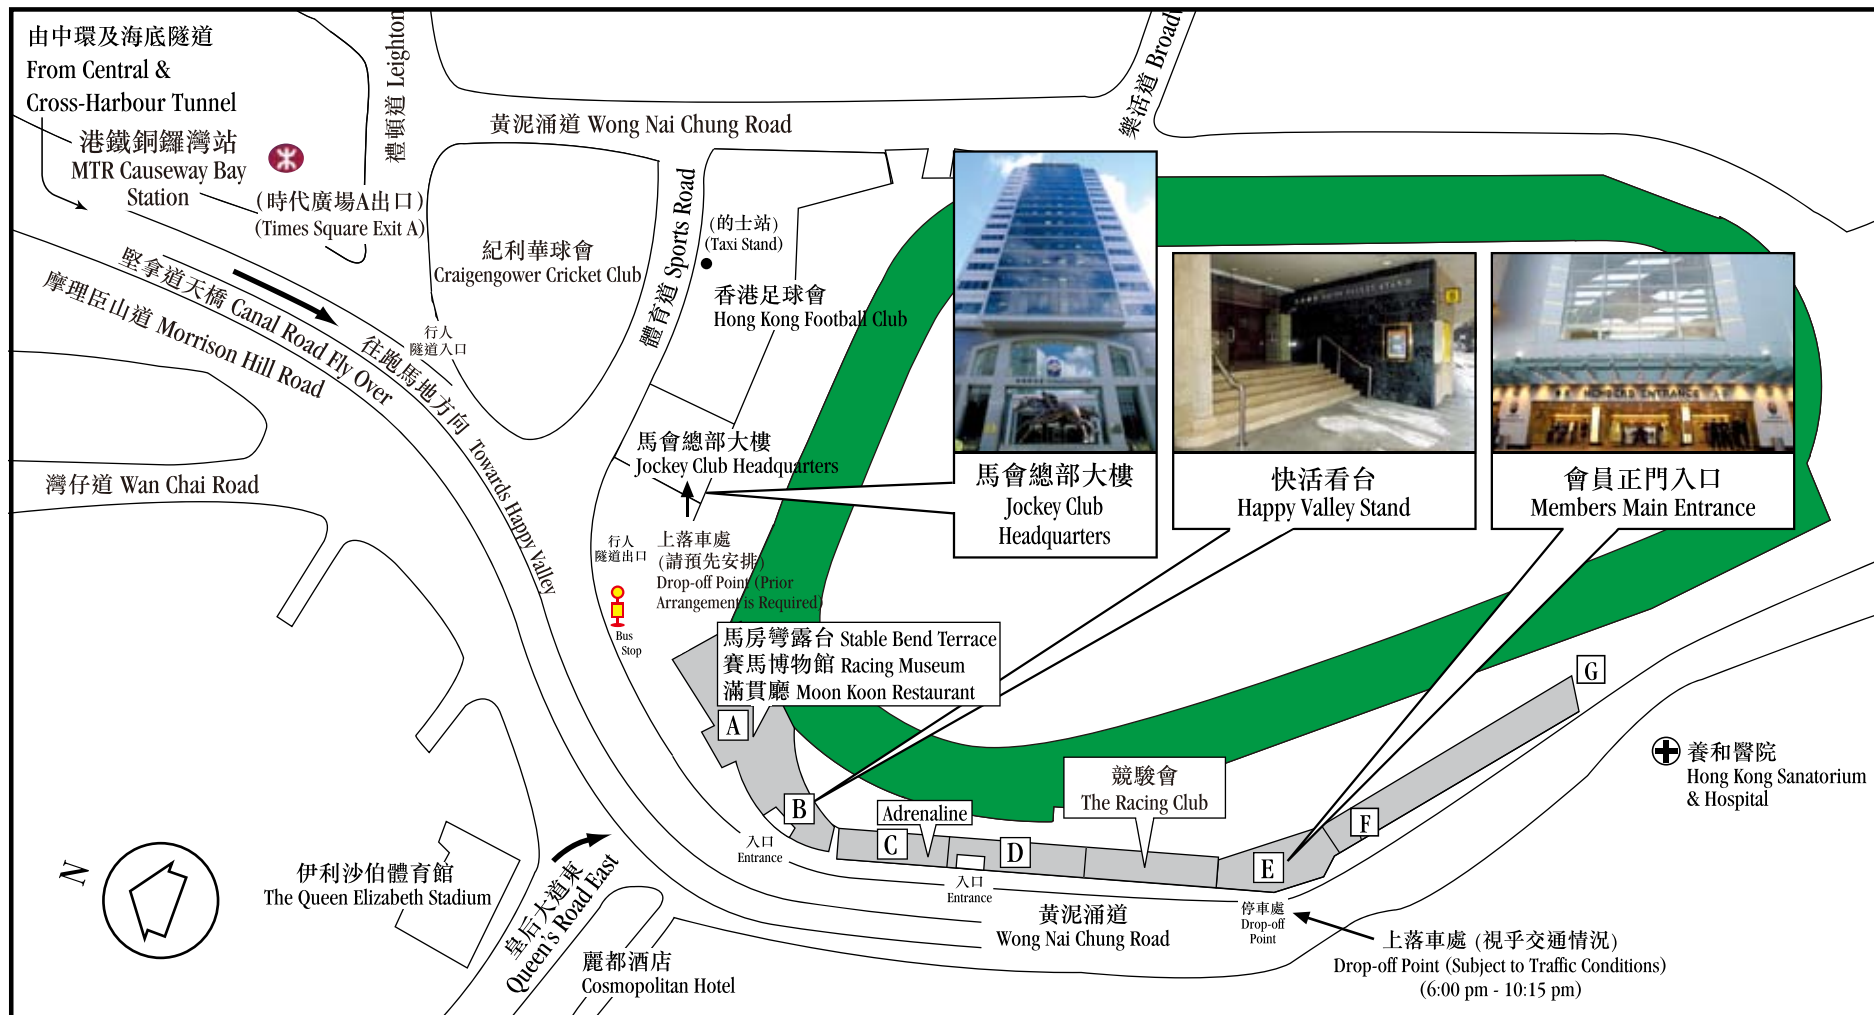 由中環及海底隧道
From Central &
Cross-Harbour Tunnel
港鐵銅鑼灣站
MTR Causeway Bay
Station
(時代廣場A出口)
(Times Square Exit A)
禮頓道 Leighton
黃泥涌道 Wong Nai Chung Road
樂活道 Broad
紀利華球會
Craigengower Cricket Club
體育道 Sports Road
(的士站)
(Taxi Stand)
香港足球會
Hong Kong Football Club
堅拿道天橋 Canal Road Fly Over
摩理臣山道 Morrison Hill Road
往跑馬地方向 Towards Happy Valley
行人
隧道入口
灣仔道 Wan Chai Road
馬會總部大樓
Jockey Club Headquarters
行人
隧道出口
上落車處
(請預先安排)
Drop-off Point (Prior
Arrangement is Required)
Bus
Stop
馬會總部大樓
Jockey Club
Headquarters
HAPPY VALLEY STAND
快活看台
Happy Valley Stand
MEMBERS ENTRANCE
會員正門入口
Members Main Entrance
馬房彎露台 Stable Bend Terrace
賽馬博物館 Racing Museum
滿貫廳 Moon Koon Restaurant
A
B
C
Adrenaline
D
競駿會
The Racing Club
E
F
G
養和醫院
Hong Kong Sanatorium
& Hospital
入口
Entrance
入口
Entrance
黃泥涌道
Wong Nai Chung Road
停車處
Drop-off
Point
上落車處 (視乎交通情況)
Drop-off Point (Subject to Traffic Conditions)
(6:00 pm - 10:15 pm)
N
伊利沙伯體育館
The Queen Elizabeth Stadium
皇后大道東
Queen's Road East
麗都酒店
Cosmopolitan Hotel